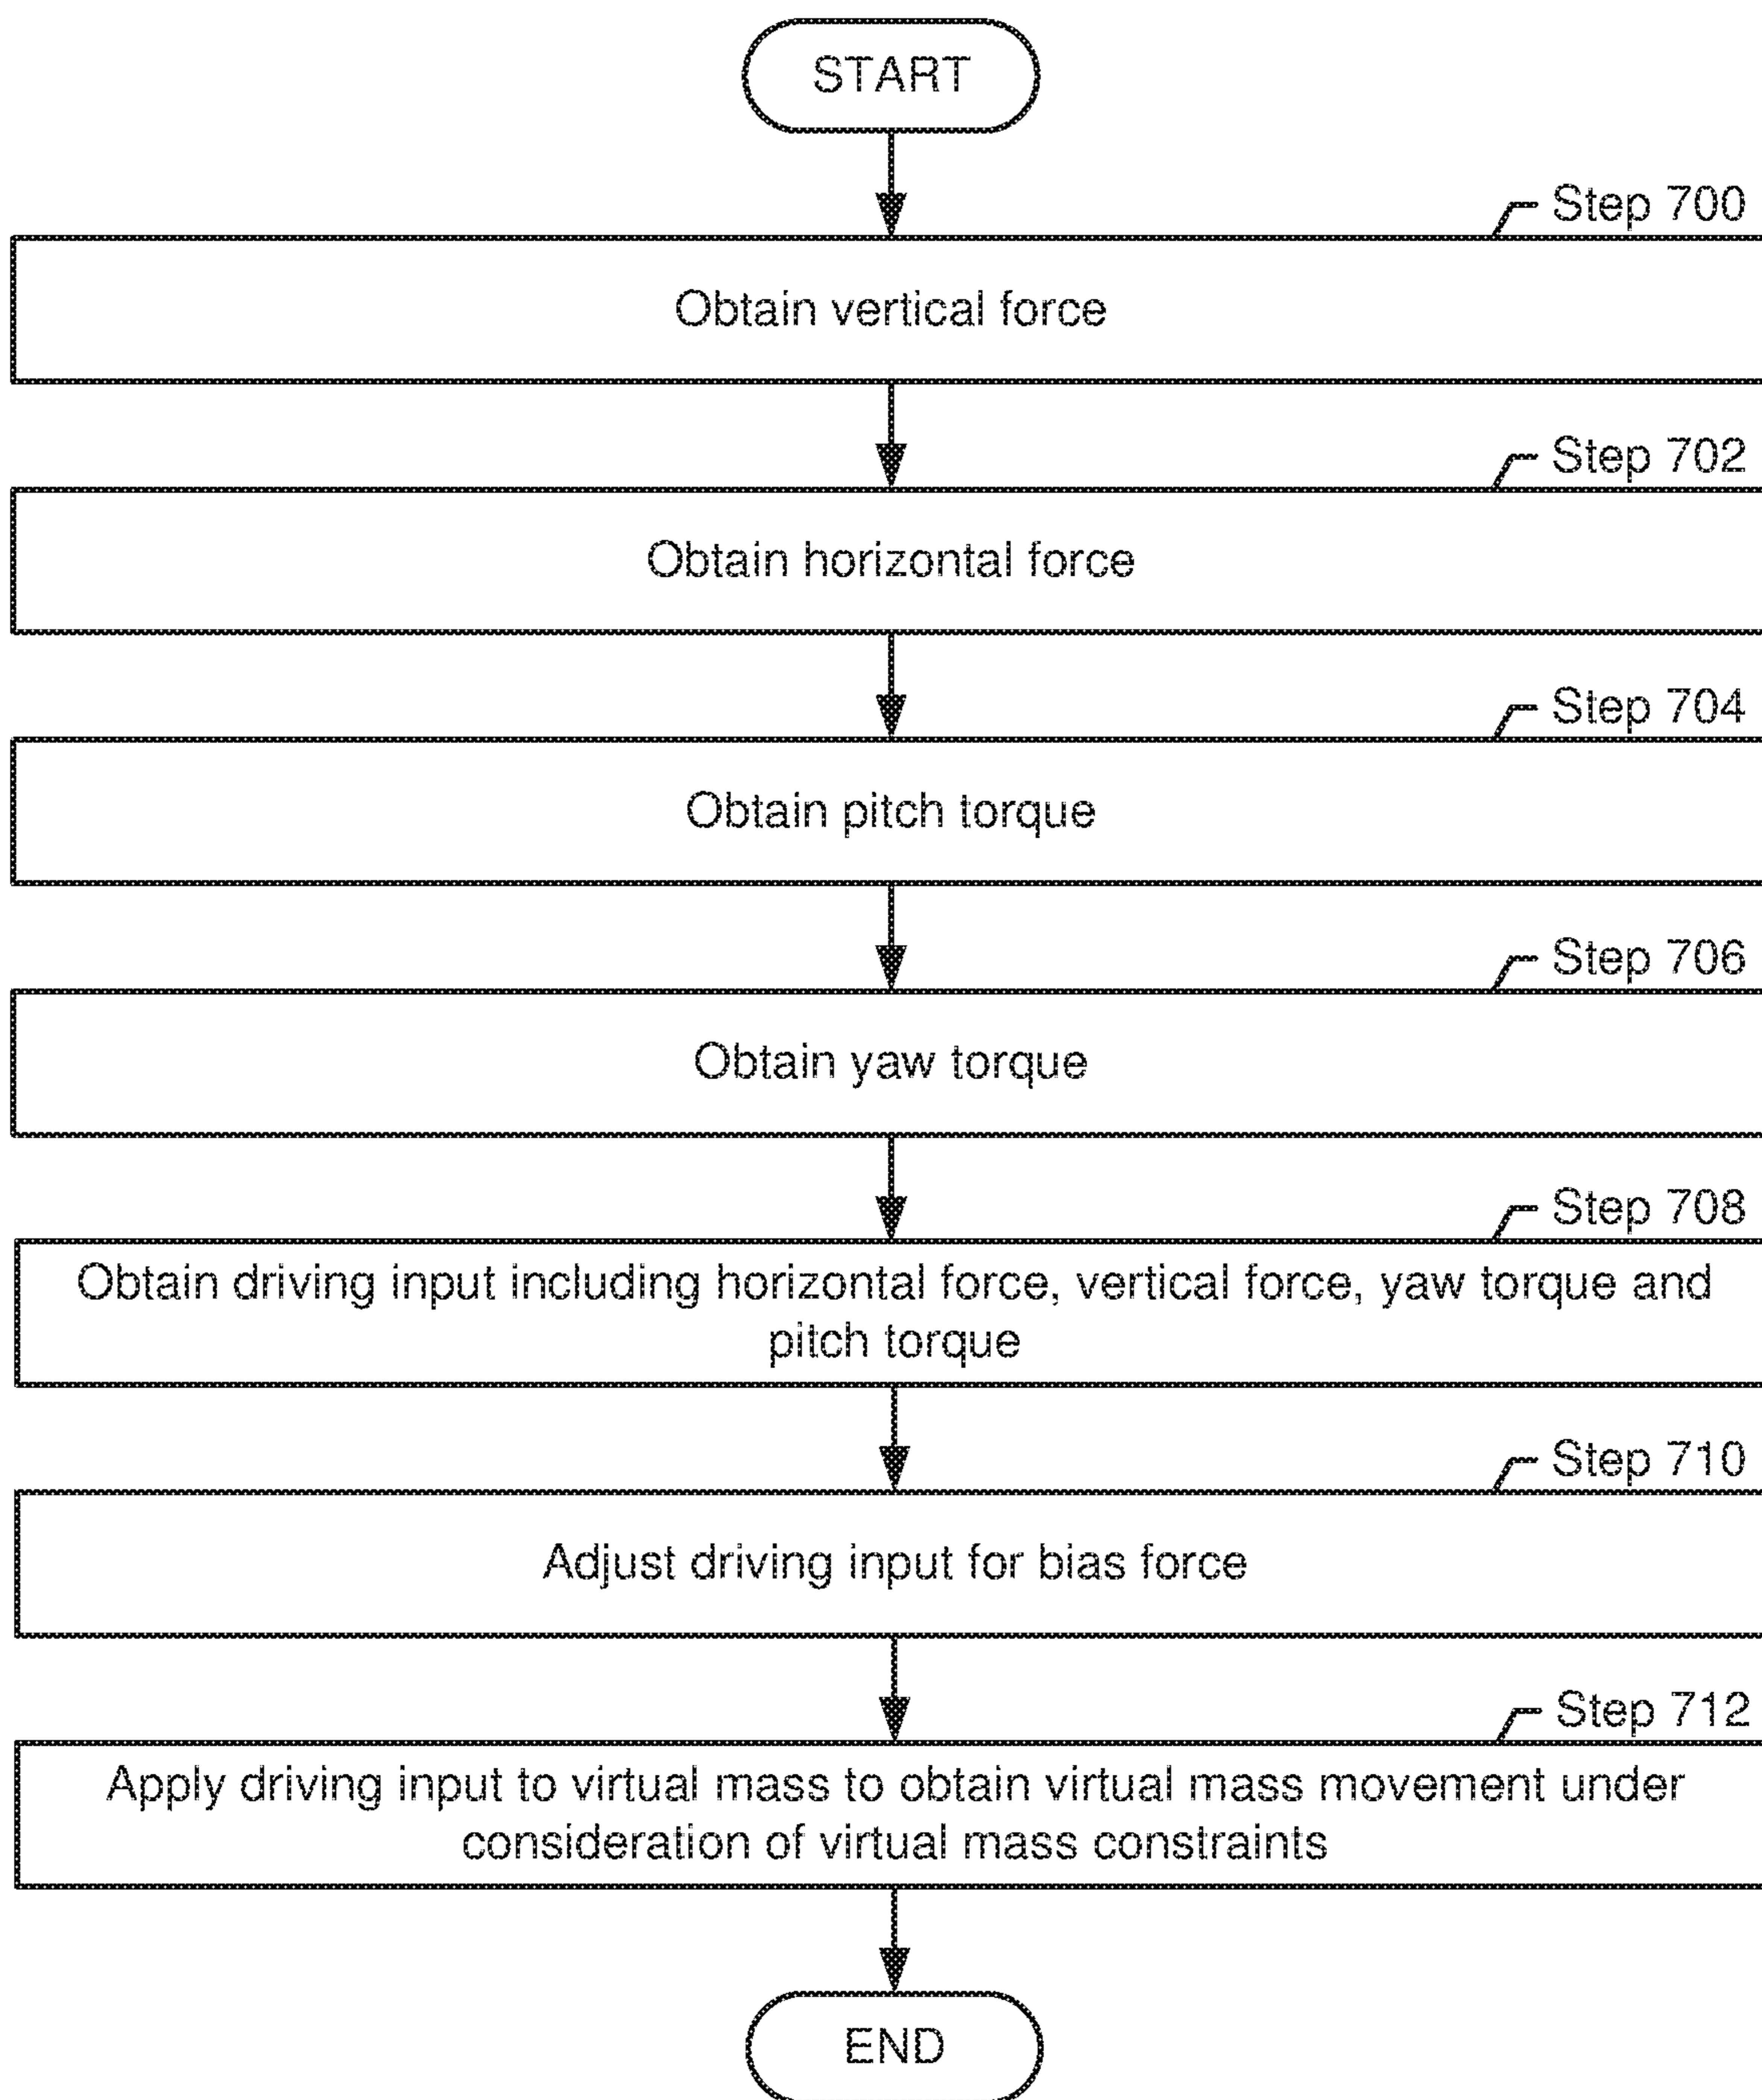 START
Step 700
Obtain vertical force
Step 702
Obtain horizontal force
Step 704
Obtain pitch torque
Step 706
Obtain yaw torque
Step 708
Obtain driving input including horizontal force, vertical force, yaw torque and
pitch torque
Step 710
Adjust driving input for bias force
Step 712
Apply driving input to virtual mass to obtain virtual mass movement under
consideration of virtual mass constraints
END